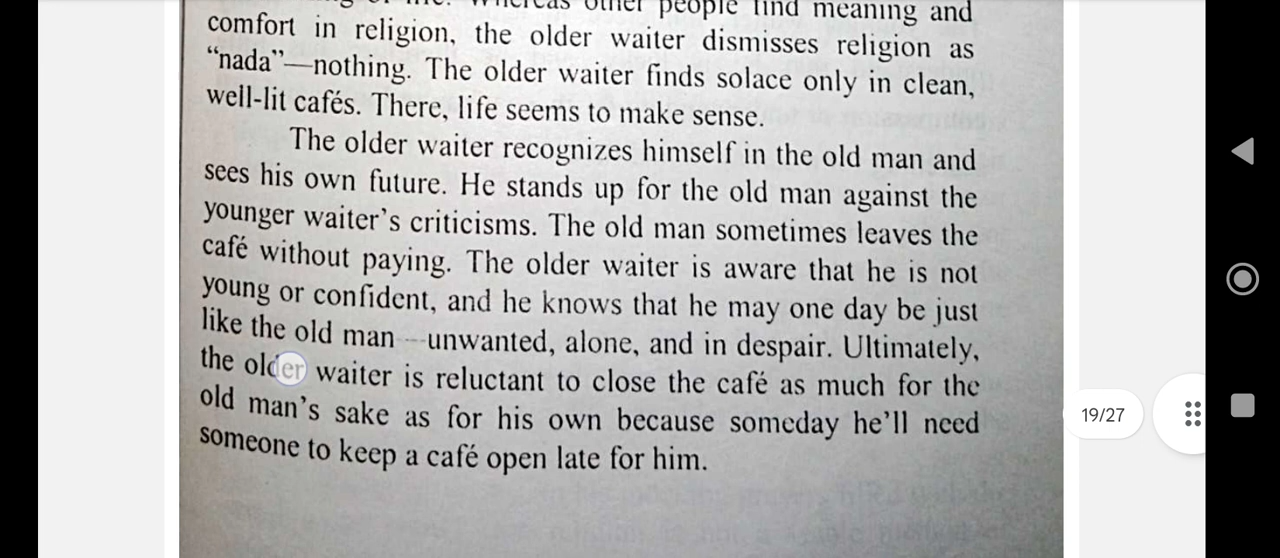 people find meaning and
comfort in religion, the older waiter dismisses religion as
“nada”—nothing. The older waiter finds solace only in clean,
well-lit cafés. There, life seems to make sense.
The older waiter recognizes himself in the old man and
sees his own future. He stands up for the old man against the
younger waiter’s criticisms. The old man sometimes leaves the
café without paying. The older waiter is aware that he is not
young or confident, and he knows that he may one day be just
like the old man—unwanted, alone, and in despair. Ultimately,
the older waiter is reluctant to close the café as much for the
old man’s sake as for his own because someday he’ll need
someone to keep a café open late for him.
19/27